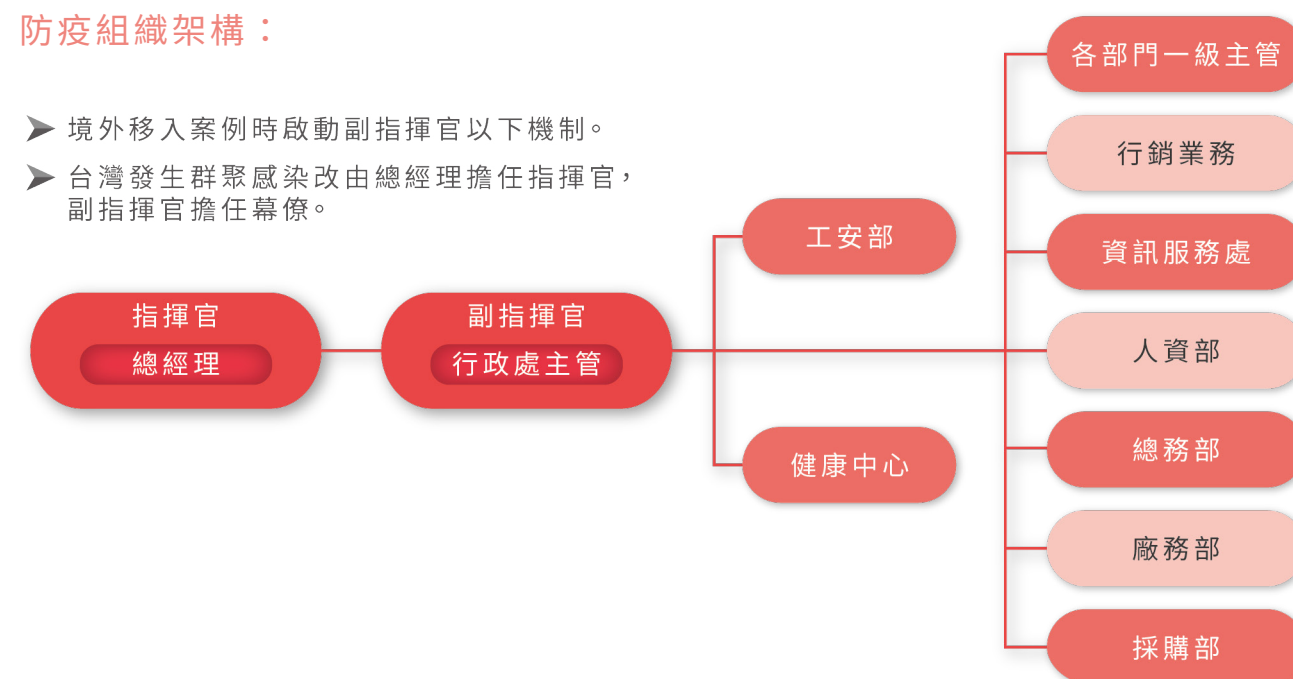 防疫組織架構：
境外移入案例時啟動副指揮官以下機制。
台灣發生群聚感染改由總經理擔任指揮官，
副指揮官擔任幕僚。
指揮官
總經理
副指揮官
行政處主管
工安部
健康中心
各部門一級主管
行銷業務
資訊服務處
人資部
總務部
廠務部
採購部